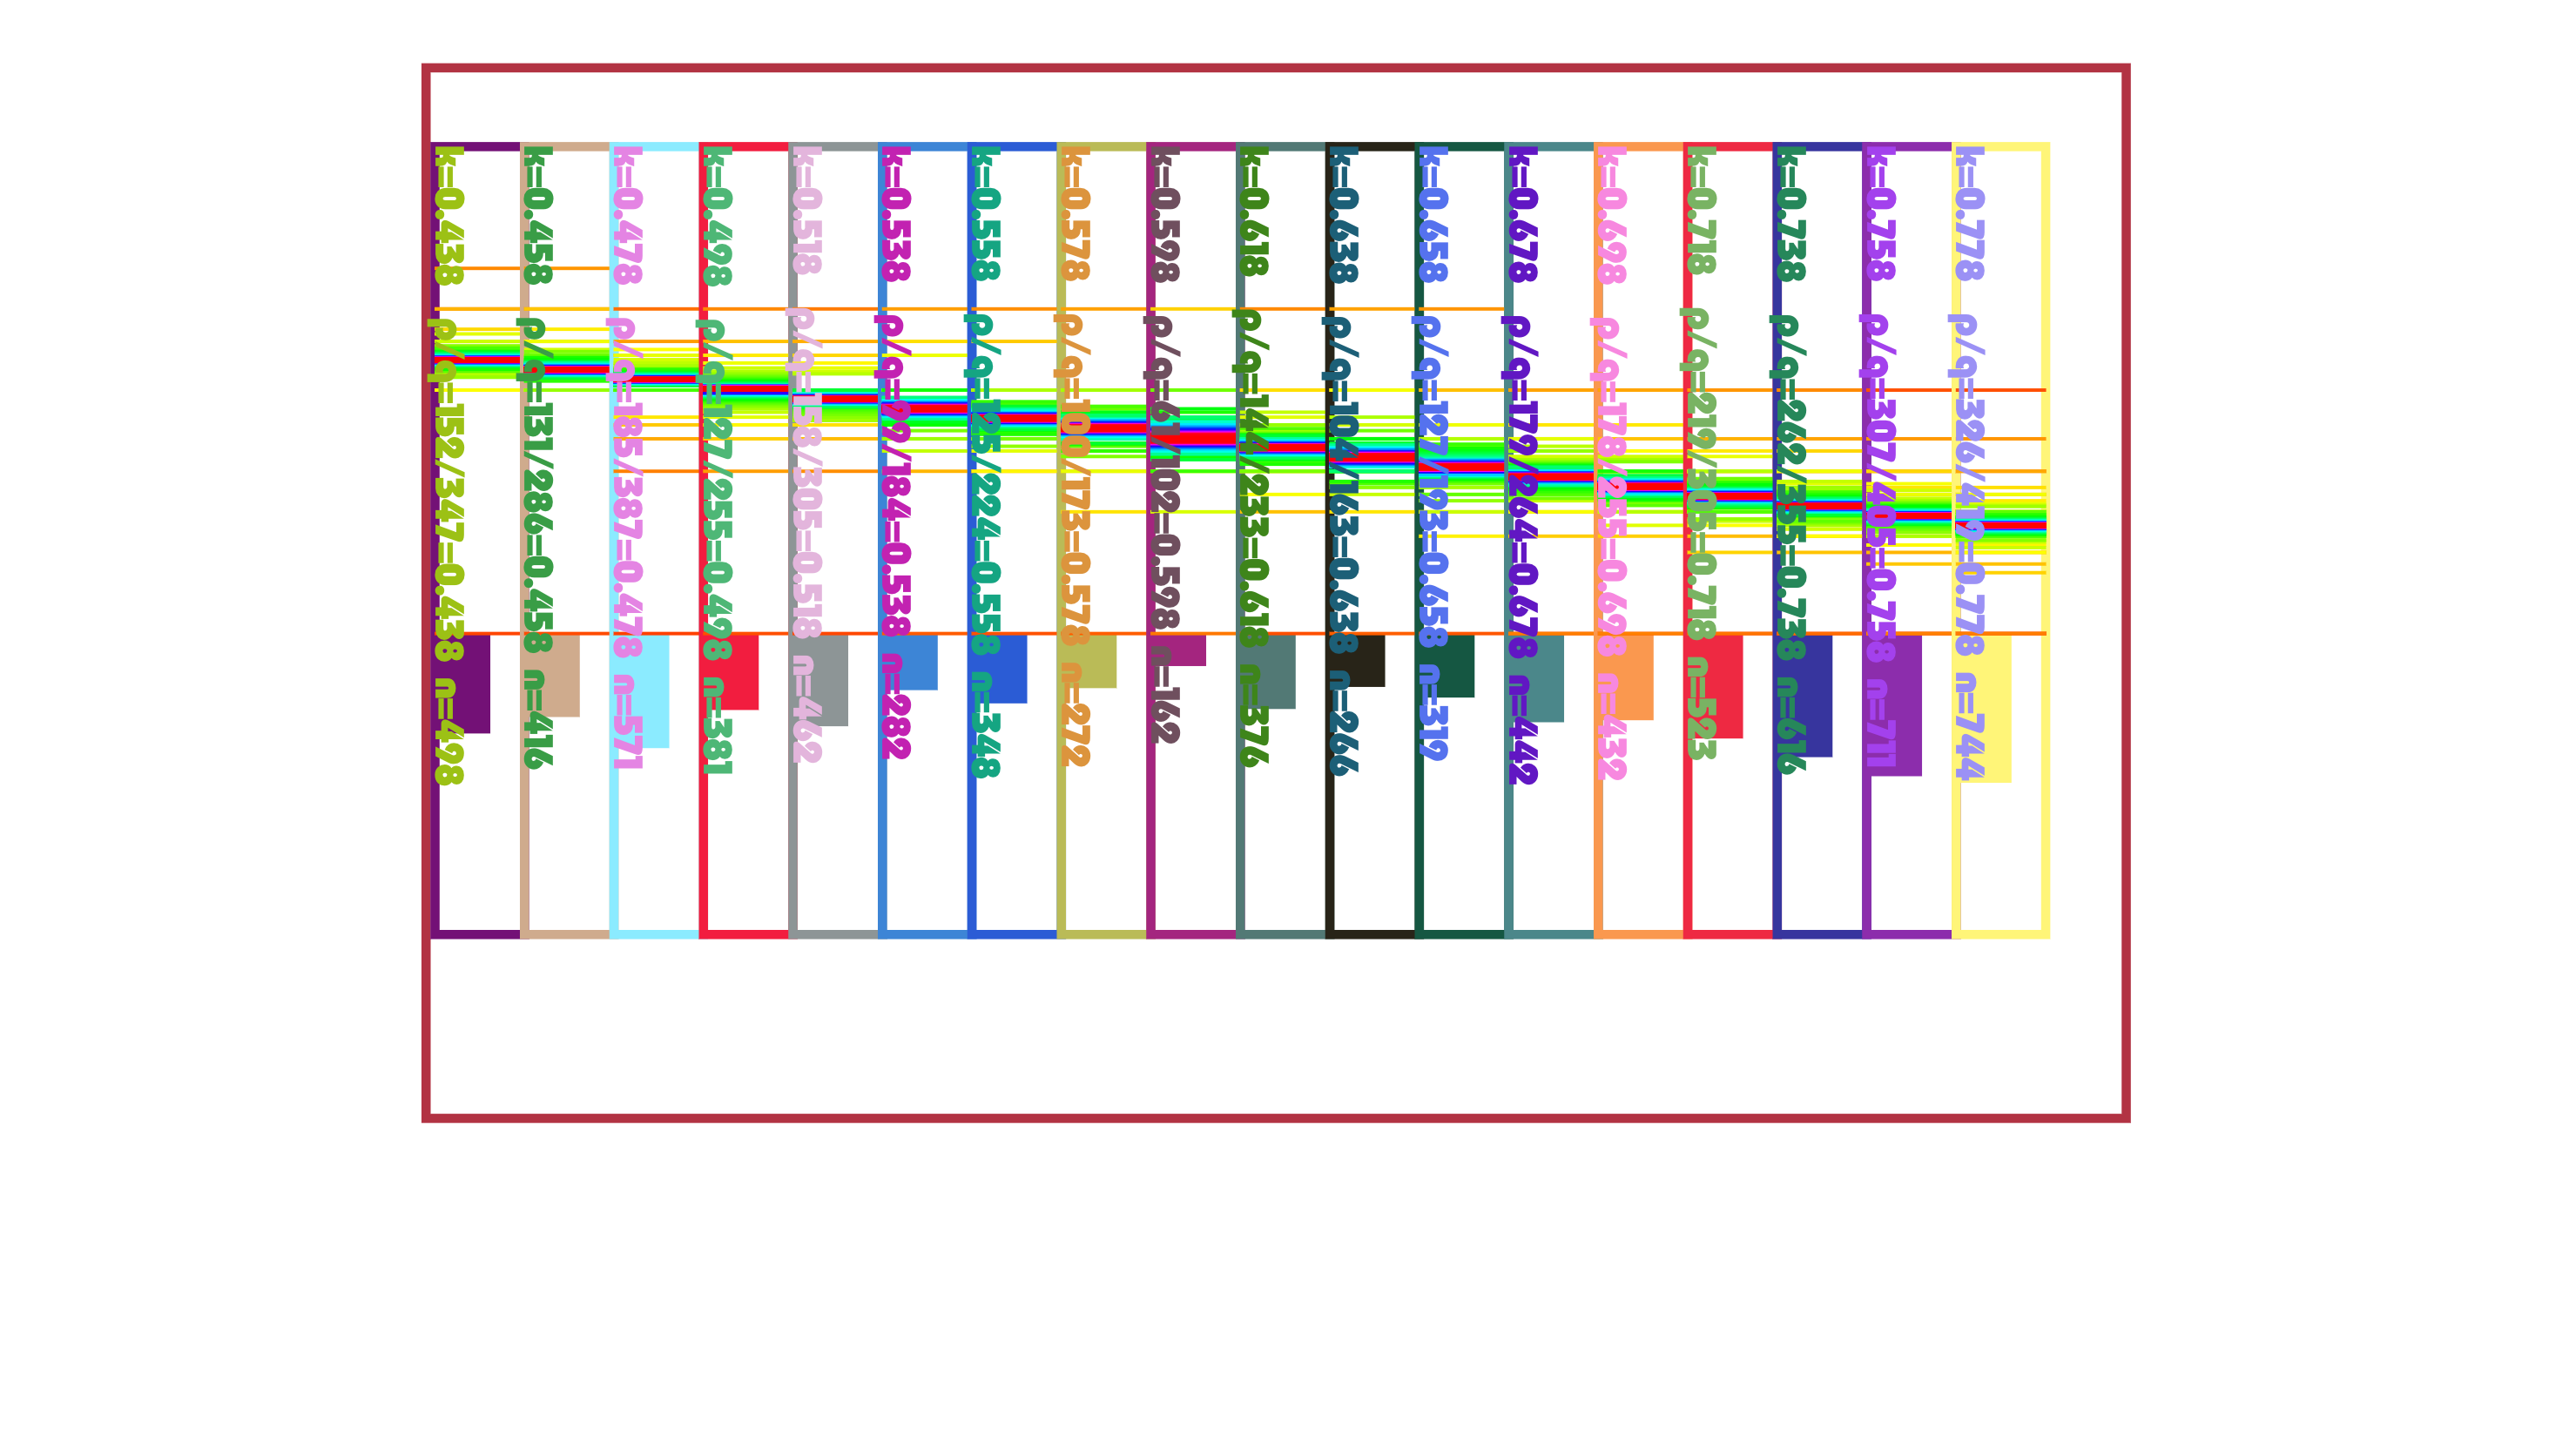 k=0.438 p/q=152/347=0.438 n=498
k=0.458 p/q=131/286=0.458 n=416
k=0.478 p/q=185/387=0.478 n=571
k=0.498 p/q=127/255=0.498 n=381
k=0.518 p/q=158/305=0.518 n=462
k=0.538 p/q=99/184=0.538 n=282
k=0.558 p/q=125/224=0.558 n=348
k=0.578 p/q=100/173=0.578 n=272
k=0.598 p/q=61/102=0.598 n=162
k=0.618 p/q=144/233=0.618 n=376
k=0.638 p/q=104/163=0.638 n=266
k=0.658 p/q=127/193=0.658 n=319
k=0.678 p/q=179/264=0.678 n=442
k=0.698 p/q=178/255=0.698 n=432
k=0.718 p/q=219/305=0.718 n=523
k=0.738 p/q=262/355=0.738 n=616
k=0.758 p/q=307/405=0.758 n=711
k=0.778 p/q=326/419=0.778 n=744